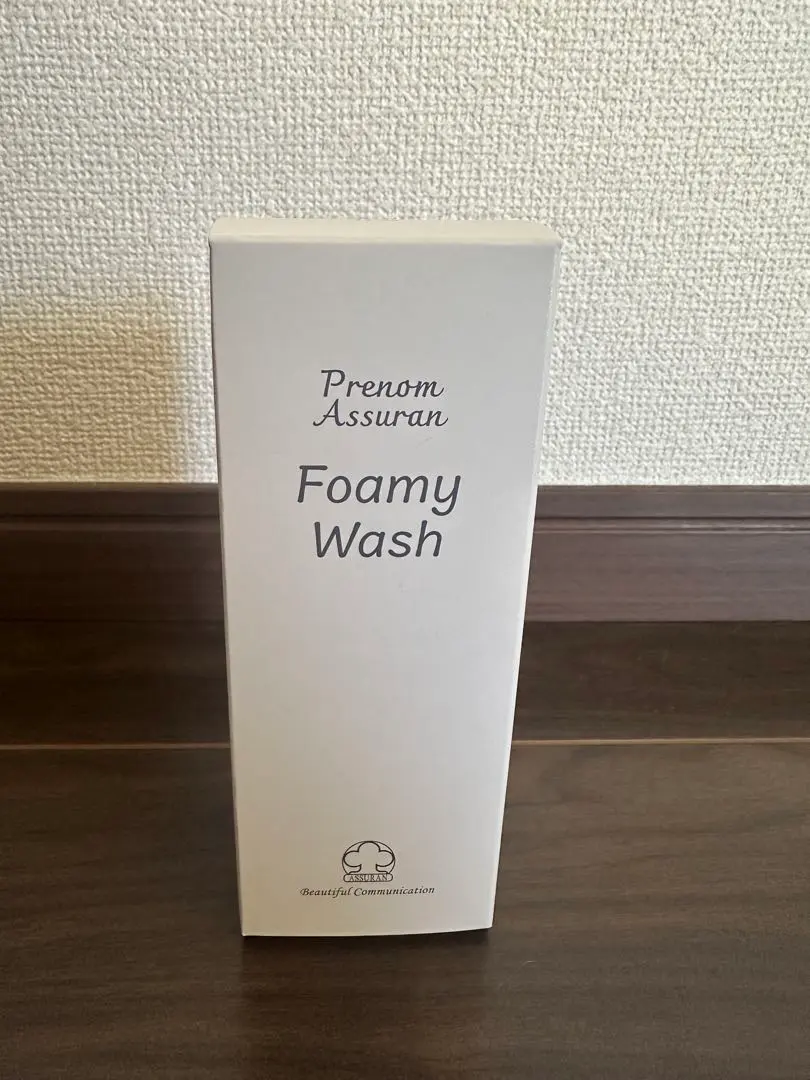 Prenom
Assuran
Foamy
Wash
ASSURAN
Beautiful Communication